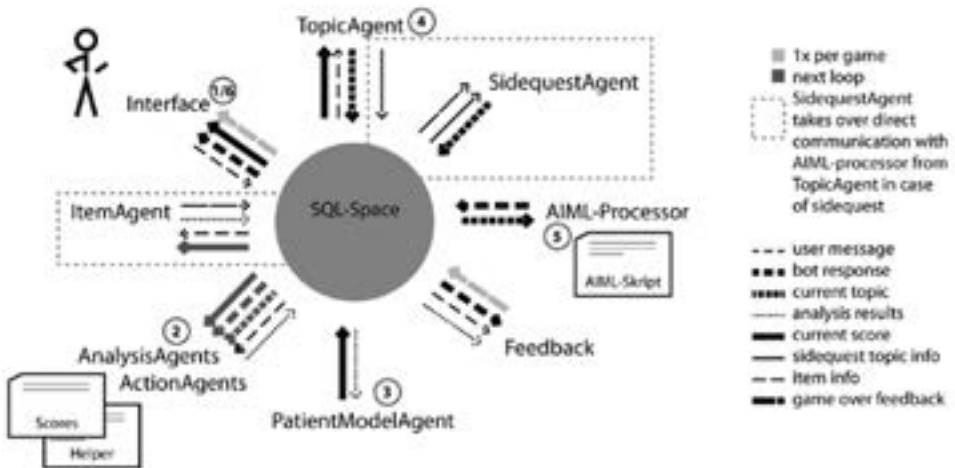 TopicAgent 4
SidequestAgent
Interface 1/6
ItemAgent
SQL-Space
AIML-Processor
5
AIML-Skript
2
AnalysisAgents
ActionAgents
Scores
Helper
3
PatientModelAgent
Feedback
1x per game
next loop
SidequestAgent
takes over direct
communication with
AIML-processor from
TopicAgent in case
of sidequest
user message
bot response
current topic
analysis results
current score
sidequest topic info
Item info
game over feedback